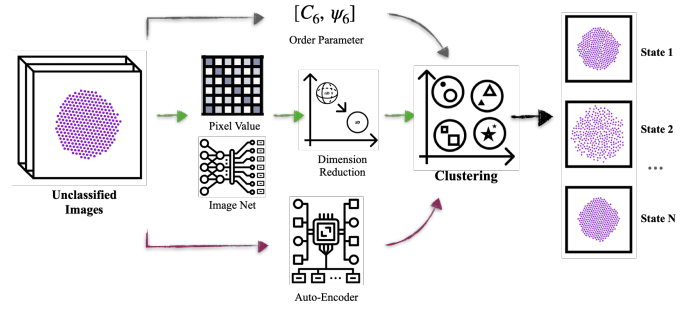 [C₆, ψ₆]
Order Parameter
State 1
Pixel Value
State 2
Dimension
Reduction
Clustering
...
Unclassified
Images
Image Net
State N
Auto-Encoder